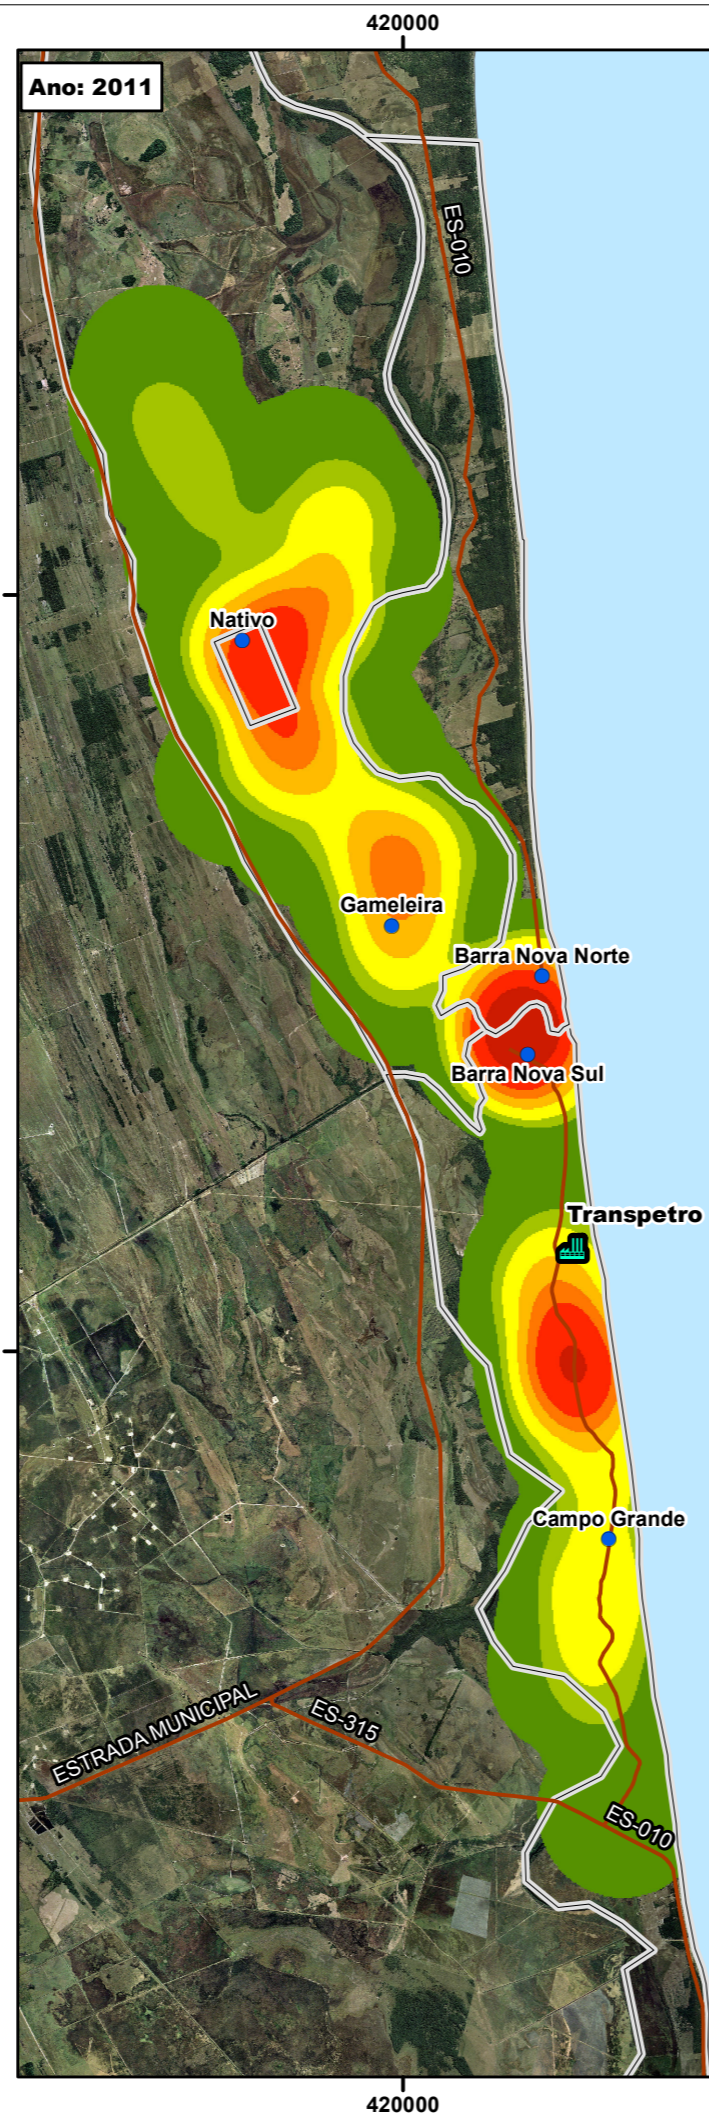 420000
Ano: 2011
ES-010
Nativo
Gameleira
Barra Nova Norte
Barra Nova Sul
Transpetro
Campo Grande
ESTRADA MUNICIPAL
ES-315
ES-010
420000